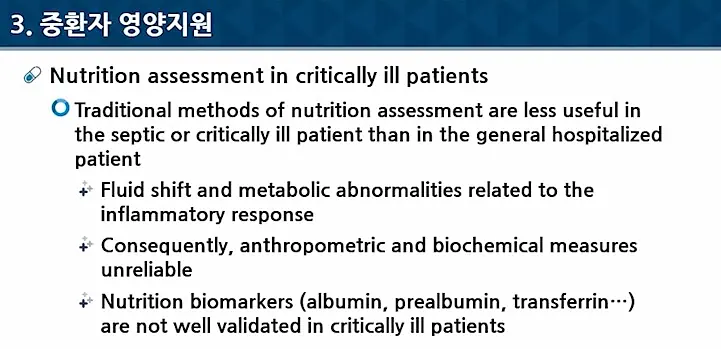 3. 중환자 영양지원
Nutrition assessment in critically ill patients
Traditional methods of nutrition assessment are less useful in
the septic or critically ill patient than in the general hospitalized
patient
Fluid shift and metabolic abnormalities related to the
inflammatory response
Consequently, anthropometric and biochemical measures
unreliable
Nutrition biomarkers (albumin, prealbumin, transferrin⋯)
are not well validated in critically ill patients